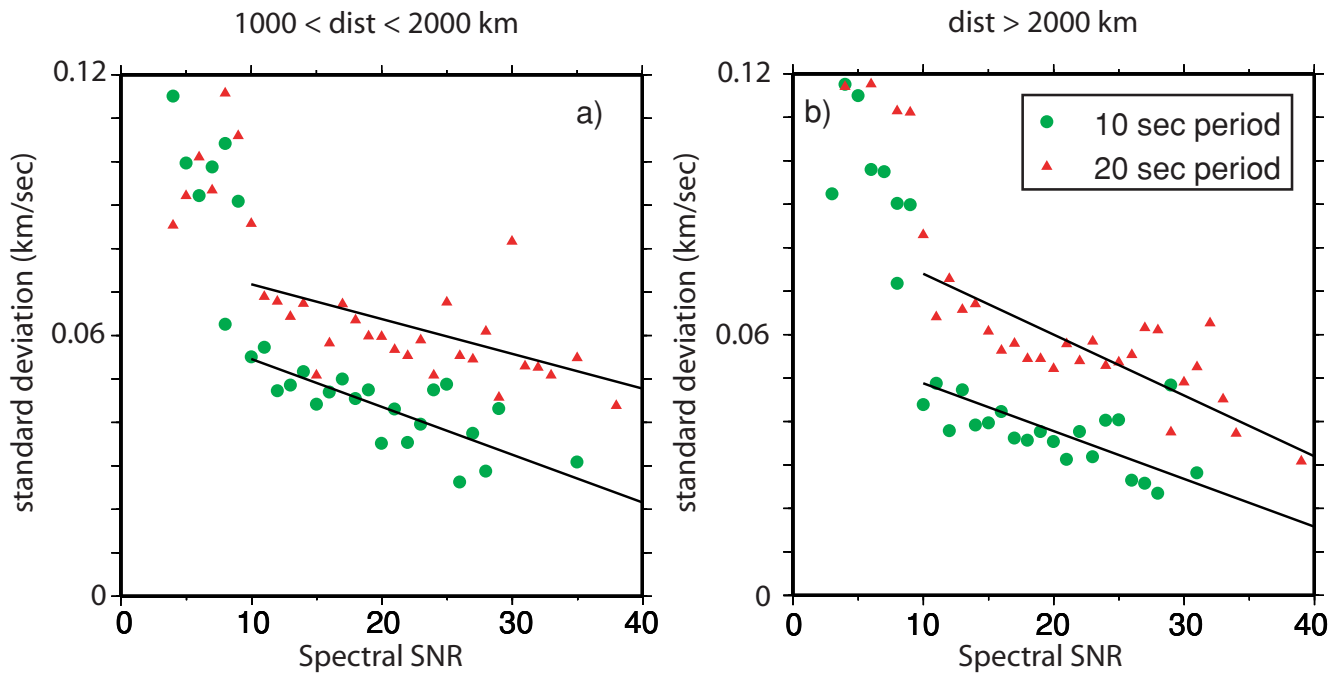 1000 < dist < 2000 km
dist > 2000 km
0.12
0.06
0
standard deviation (km/sec)
a)
0 10 20 30 40
Spectral SNR
0.12
0.06
0
standard deviation (km/sec)
b)
10 sec period
20 sec period
0 10 20 30 40
Spectral SNR